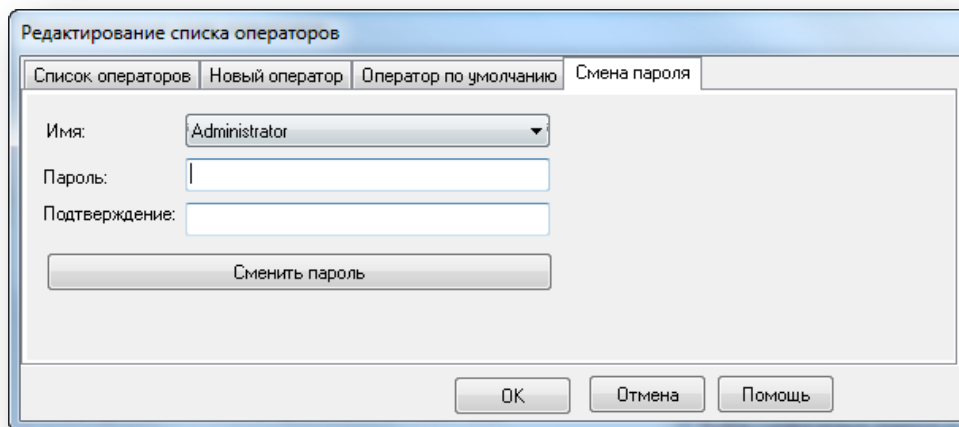 Редактирование списка операторов
Список операторов Новый оператор Оператор по умолчанию Смена пароля
Имя: Administrator
Пароль:
Подтверждение:
Сменить пароль
OK Отмена Помощь